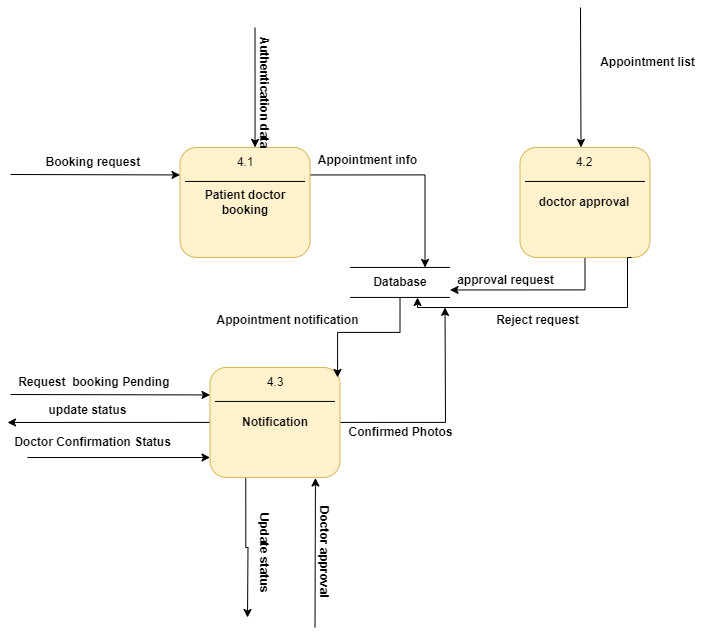 Authentication data
Appointment list
Booking request
4.1
Appointment info
4.2
Patient doctor
booking
doctor approval
Database
approval request
Appointment notification
Reject request
Request  booking Pending
4.3
update status
Notification
Confirmed Photos
Doctor Confirmation Status
Update status
Doctor approval